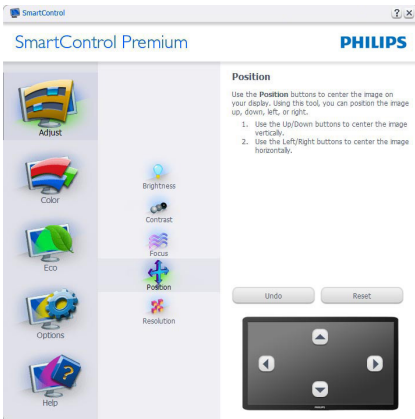 SmartControl
SmartControl Premium
PHILIPS
Adjust
Color
Eco
Options
Help
Brightness
Contrast
Focus
Position
Resolution
Position
Use the Position buttons to center the image on
your display. Using this tool, you can position the image
up, down, left, or right.
1. Use the Up/Down buttons to center the image
vertically.
2. Use the Left/Right buttons to center the image
horizontally.
Undo
Reset